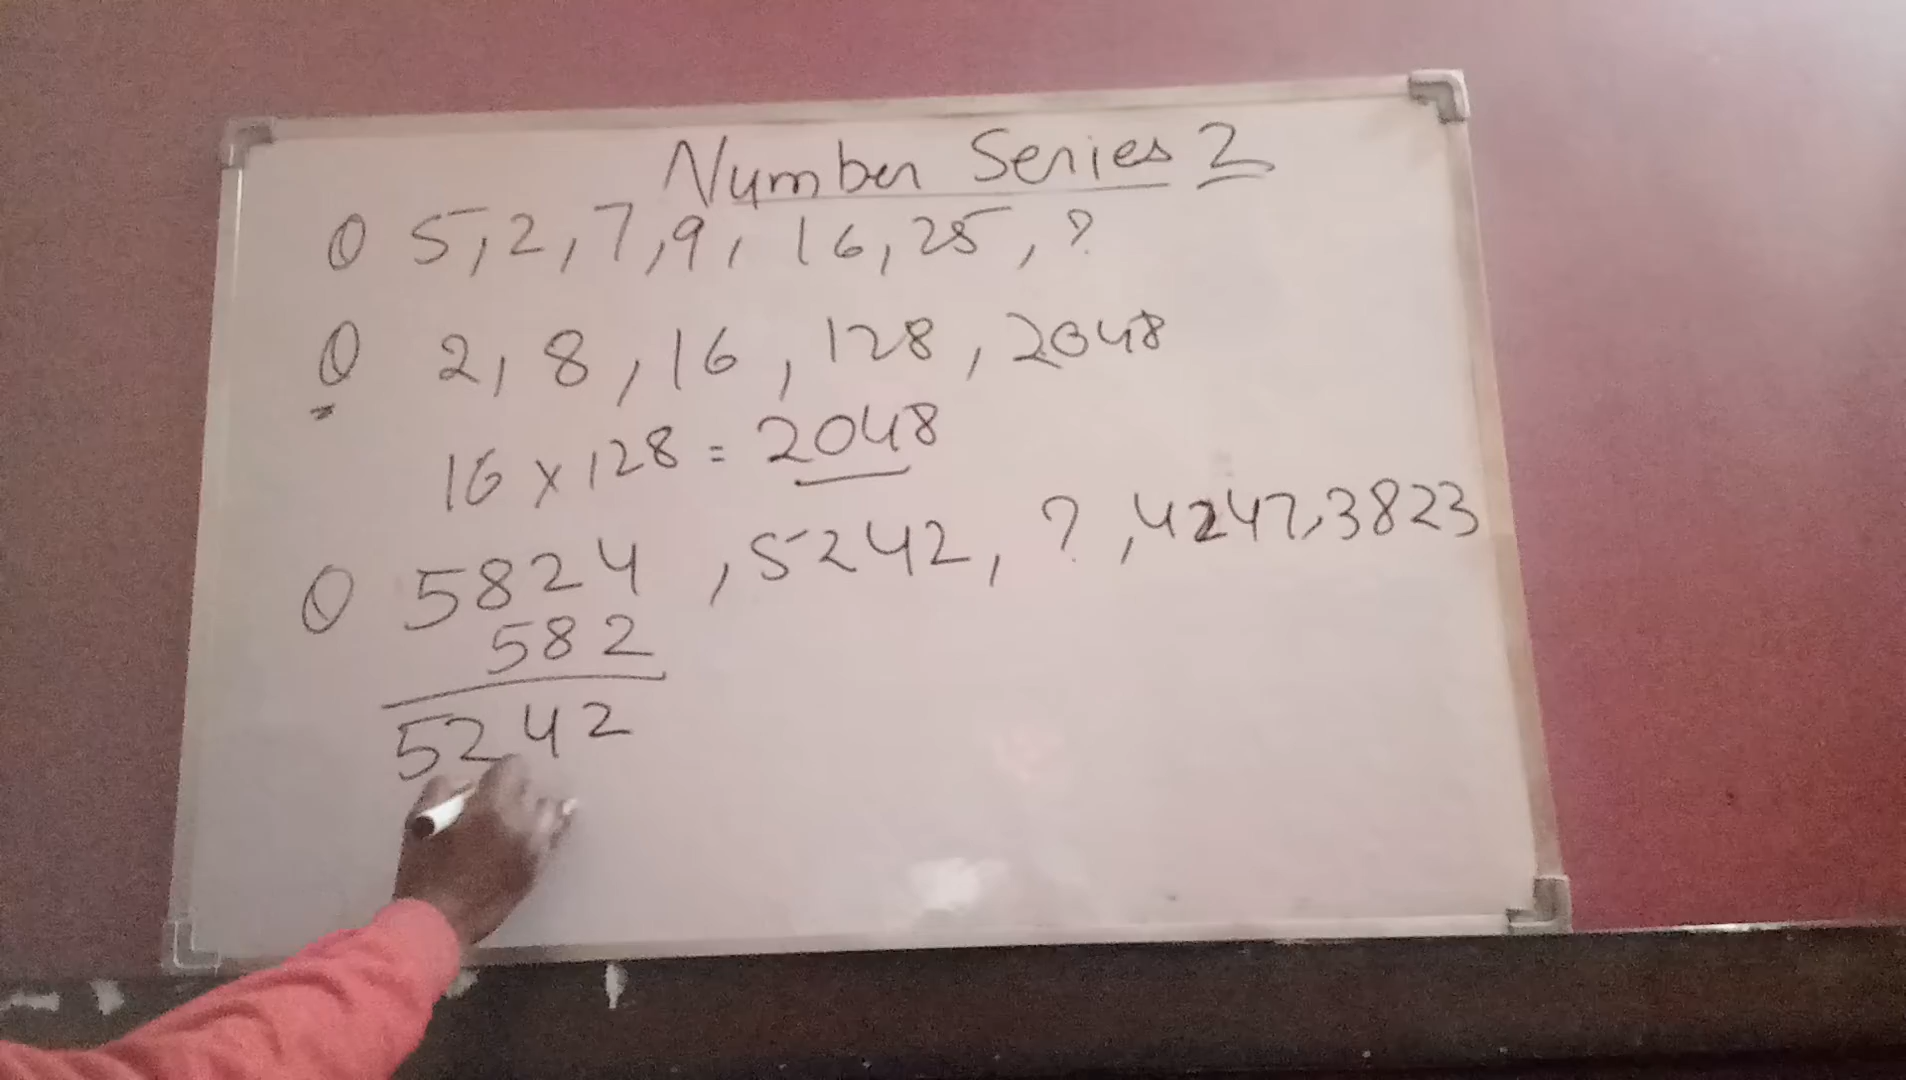 Number Series 2
Q 5, 2, 7, 9, 16, 25, ?
Q 2, 8, 16, 128, 2048
16 x 128 = 2048
Q 5824, 5242, ?, 4247, 3823
582
5242